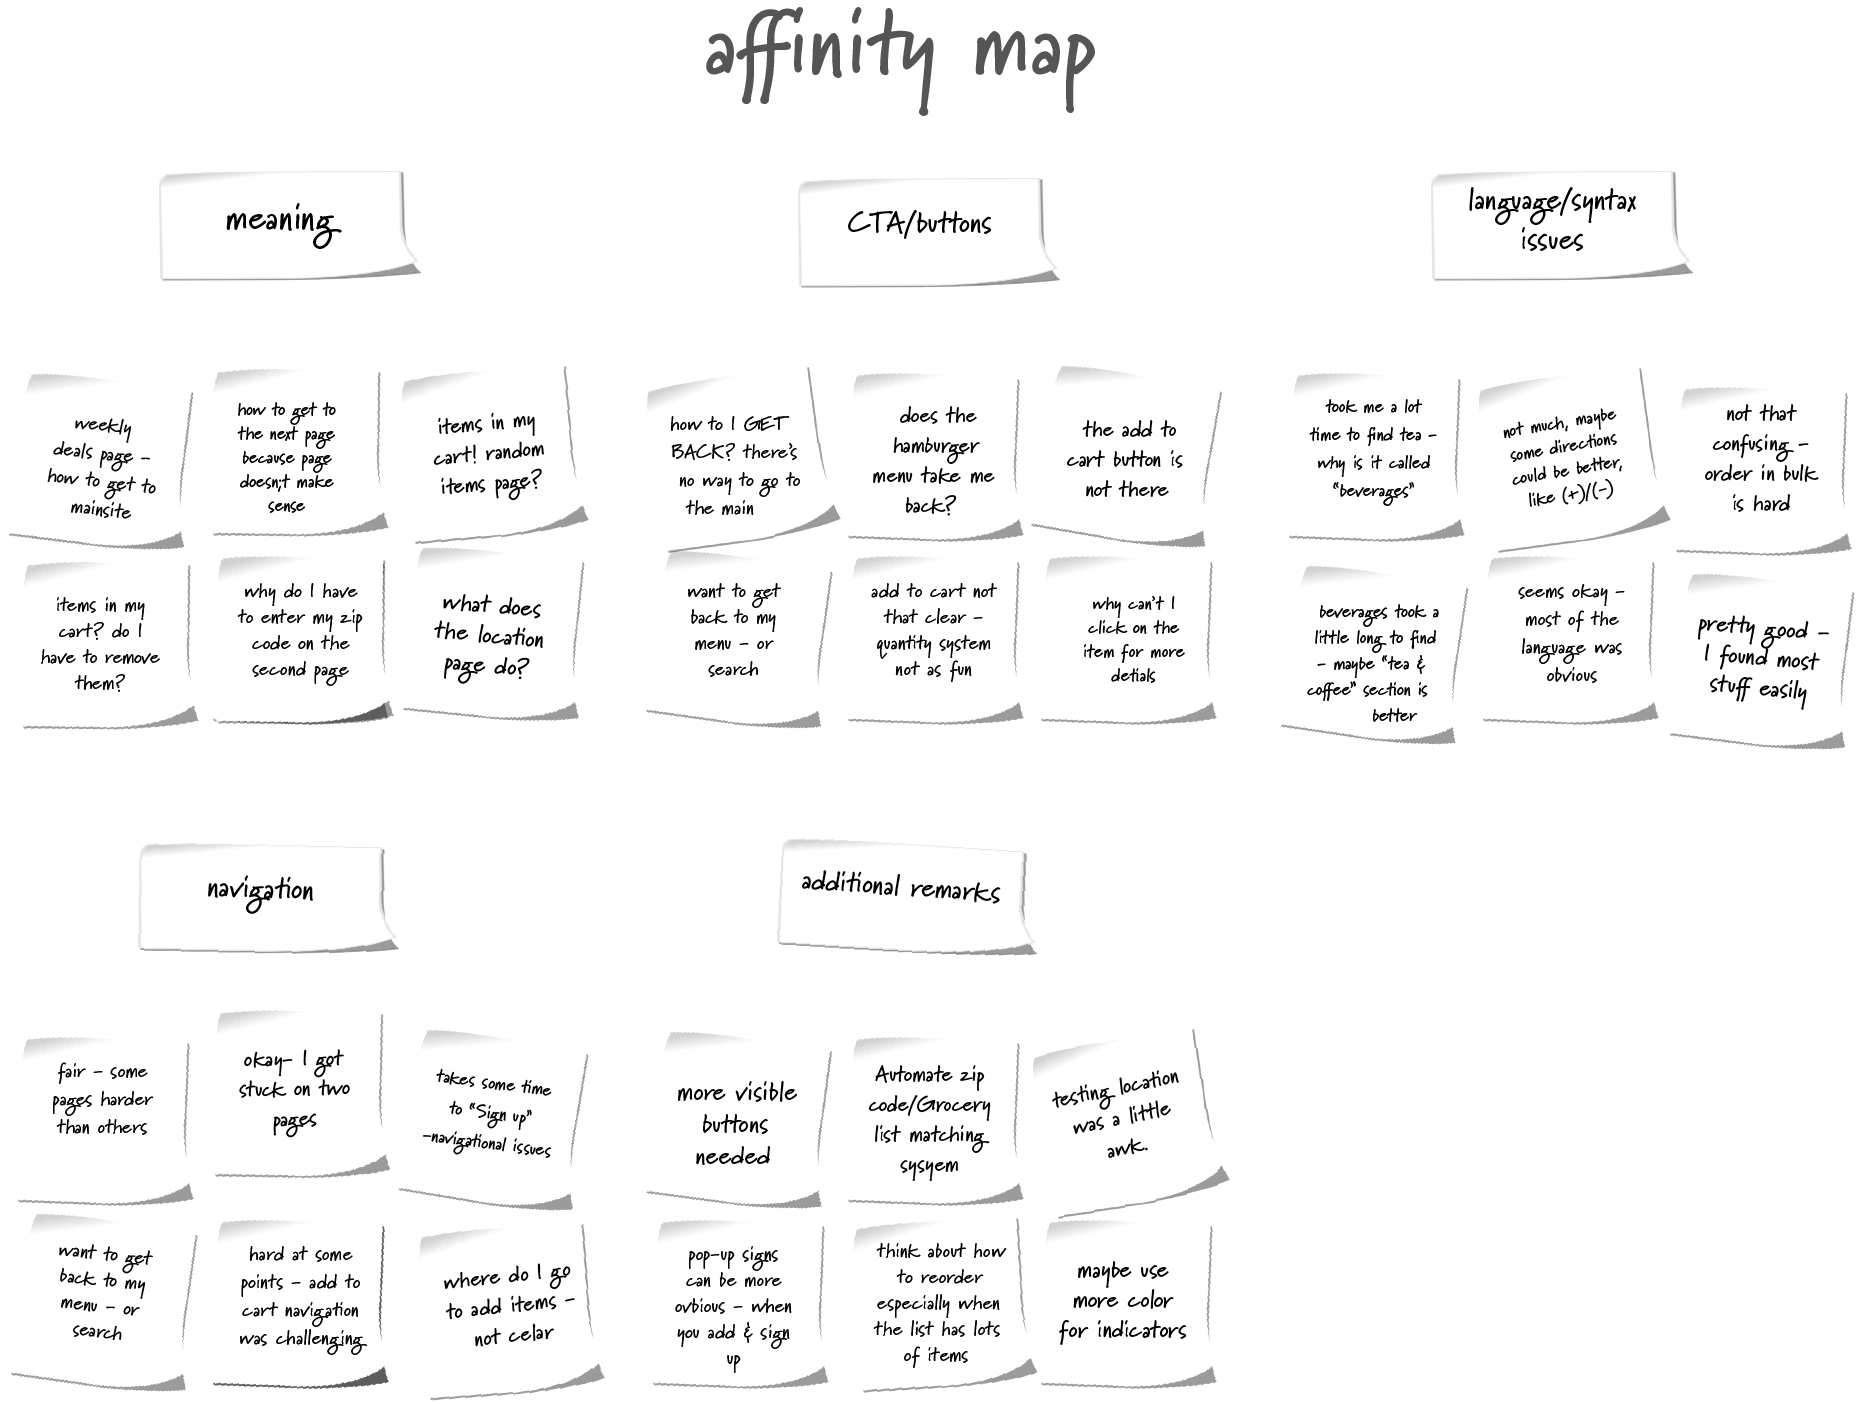 affinity map
meaning
weekly
deals page –
how to get to
mainsite
how to get to
the next page
because page
doesn;t make
sense
items in my
cart! random
items page?
items in my
cart? do I
have to remove
them?
why do I have
to enter my zip
code on the
second page
what does
the location
page do?
CTA/buttons
how to I GET
BACK? there's
no way to go to
the main
does the
hamburger
menu take me
back?
the add to
cart button is
not there
want to get
back to my
menu – or
search
add to cart not
that clear –
quantity system
not as fun
why can't I
click on the
item for more
detials
language/syntax
issues
took me a lot
time to find tea –
why is it called
"beverages"
not much, maybe
some directions
could be better,
like (+)/(-)
not that
confusing –
order in bulk
is hard
beverages took a
little long to find
– maybe "tea &
coffee" section is
better
seems okay –
most of the
language was
obvious
pretty good –
I found most
stuff easily
navigation
fair – some
pages harder
than others
okay– I got
stuck on two
pages
takes some time
to "Sign up"
–navigational issues
want to get
back to my
menu – or
search
hard at some
points – add to
cart navigation
was challenging
where do I go
to add items –
not celar
additional remarks
more visible
buttons
needed
Automate zip
code/Grocery
list matching
sysyem
testing location
was a little
awk.
pop-up signs
can be more
ovbious – when
you add & sign
up
think about how
to reorder
especially when
the list has lots
of items
maybe use
more color
for indicators